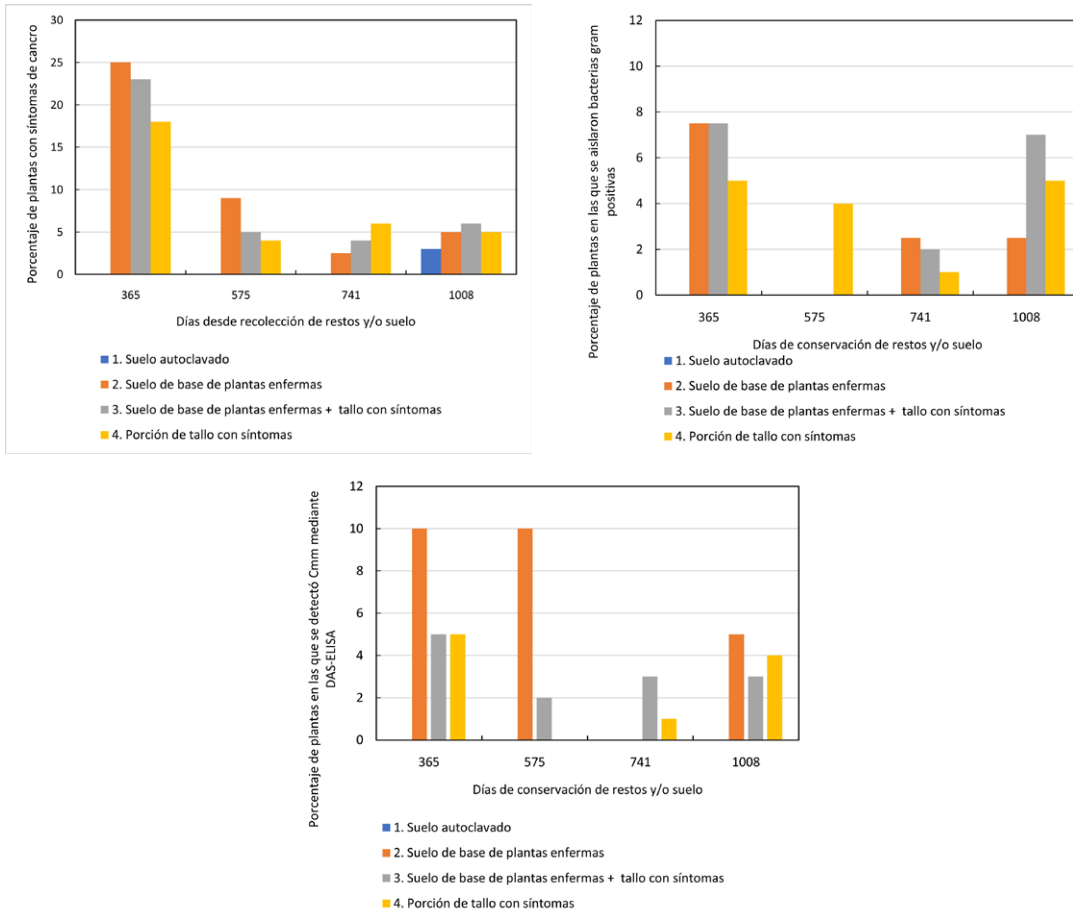 Porcentaje de plantas con síntomas de cancro
30
25
20
15
10
5
0
365 575 741 1008
Días desde recolección de restos y/o suelo
1. Suelo autoclavado
2. Suelo de base de plantas enfermas
3. Suelo de base de plantas enfermas + tallo con síntomas
4. Porción de tallo con síntomas
Porcentaje de plantas en las que se aislaron bacterias gram
positivas
12
10
8
6
4
2
0
365 575 741 1008
Días de conservación de restos y/o suelo
1. Suelo autoclavado
2. Suelo de base de plantas enfermas
3. Suelo de base de plantas enfermas + tallo con síntomas
4. Porción de tallo con síntomas
Porcentaje de plantas en las que se detectó Cmm mediante
DAS-ELISA
12
10
8
6
4
2
0
365 575 741 1008
Días de conservación de restos y/o suelo
1. Suelo autoclavado
2. Suelo de base de plantas enfermas
3. Suelo de base de plantas enfermas + tallo con síntomas
4. Porción de tallo con síntomas